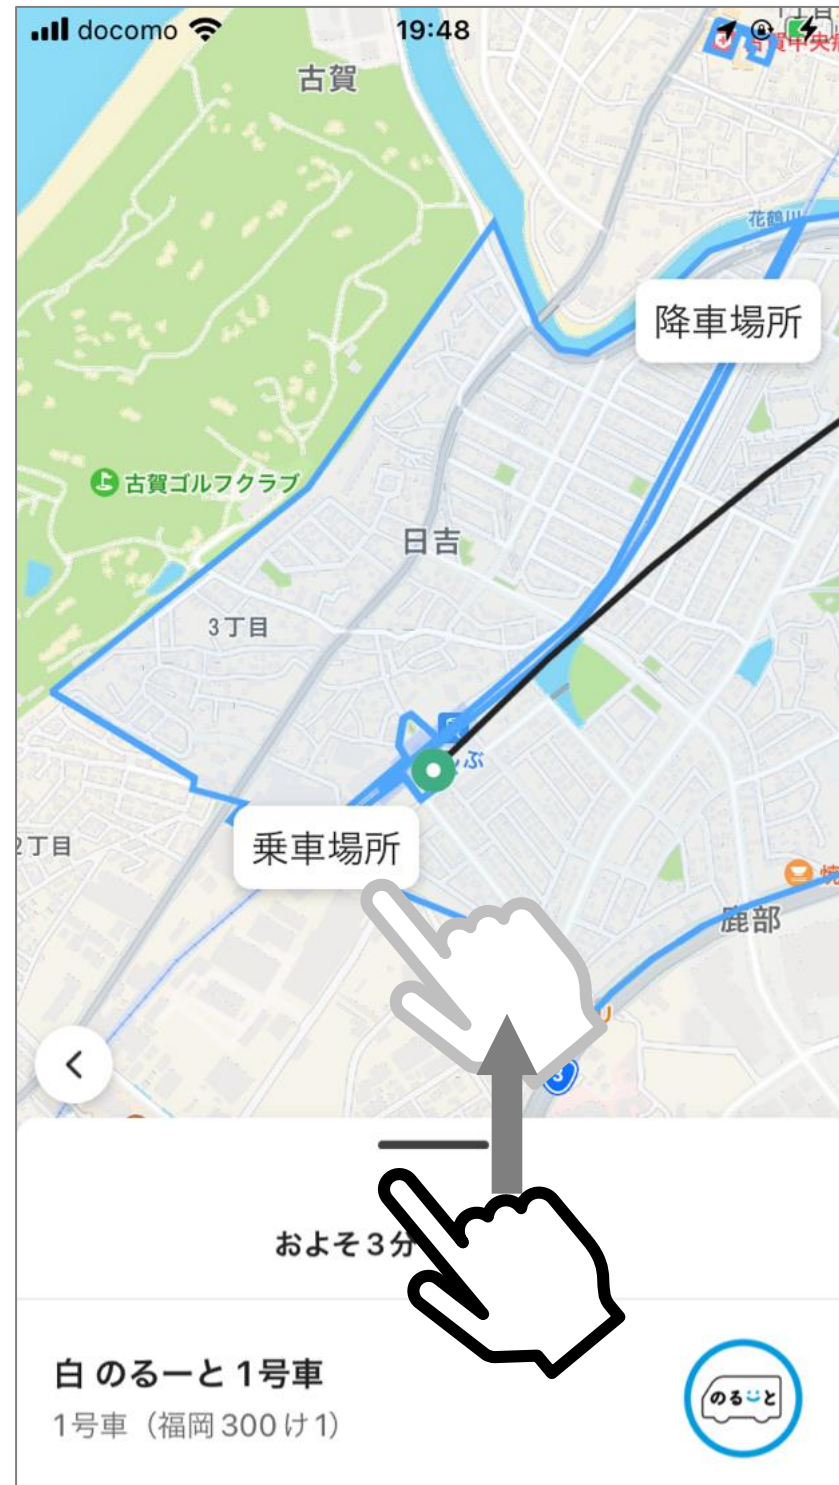 docomo
19:48
古賀
花鶴川
降車場所
古賀ゴルフクラブ
日吉
3丁目
乗車場所
2丁目
鹿部
3
およそ3分
白 のるーと 1号車
1号車（福岡 300 け 1）
のるーと